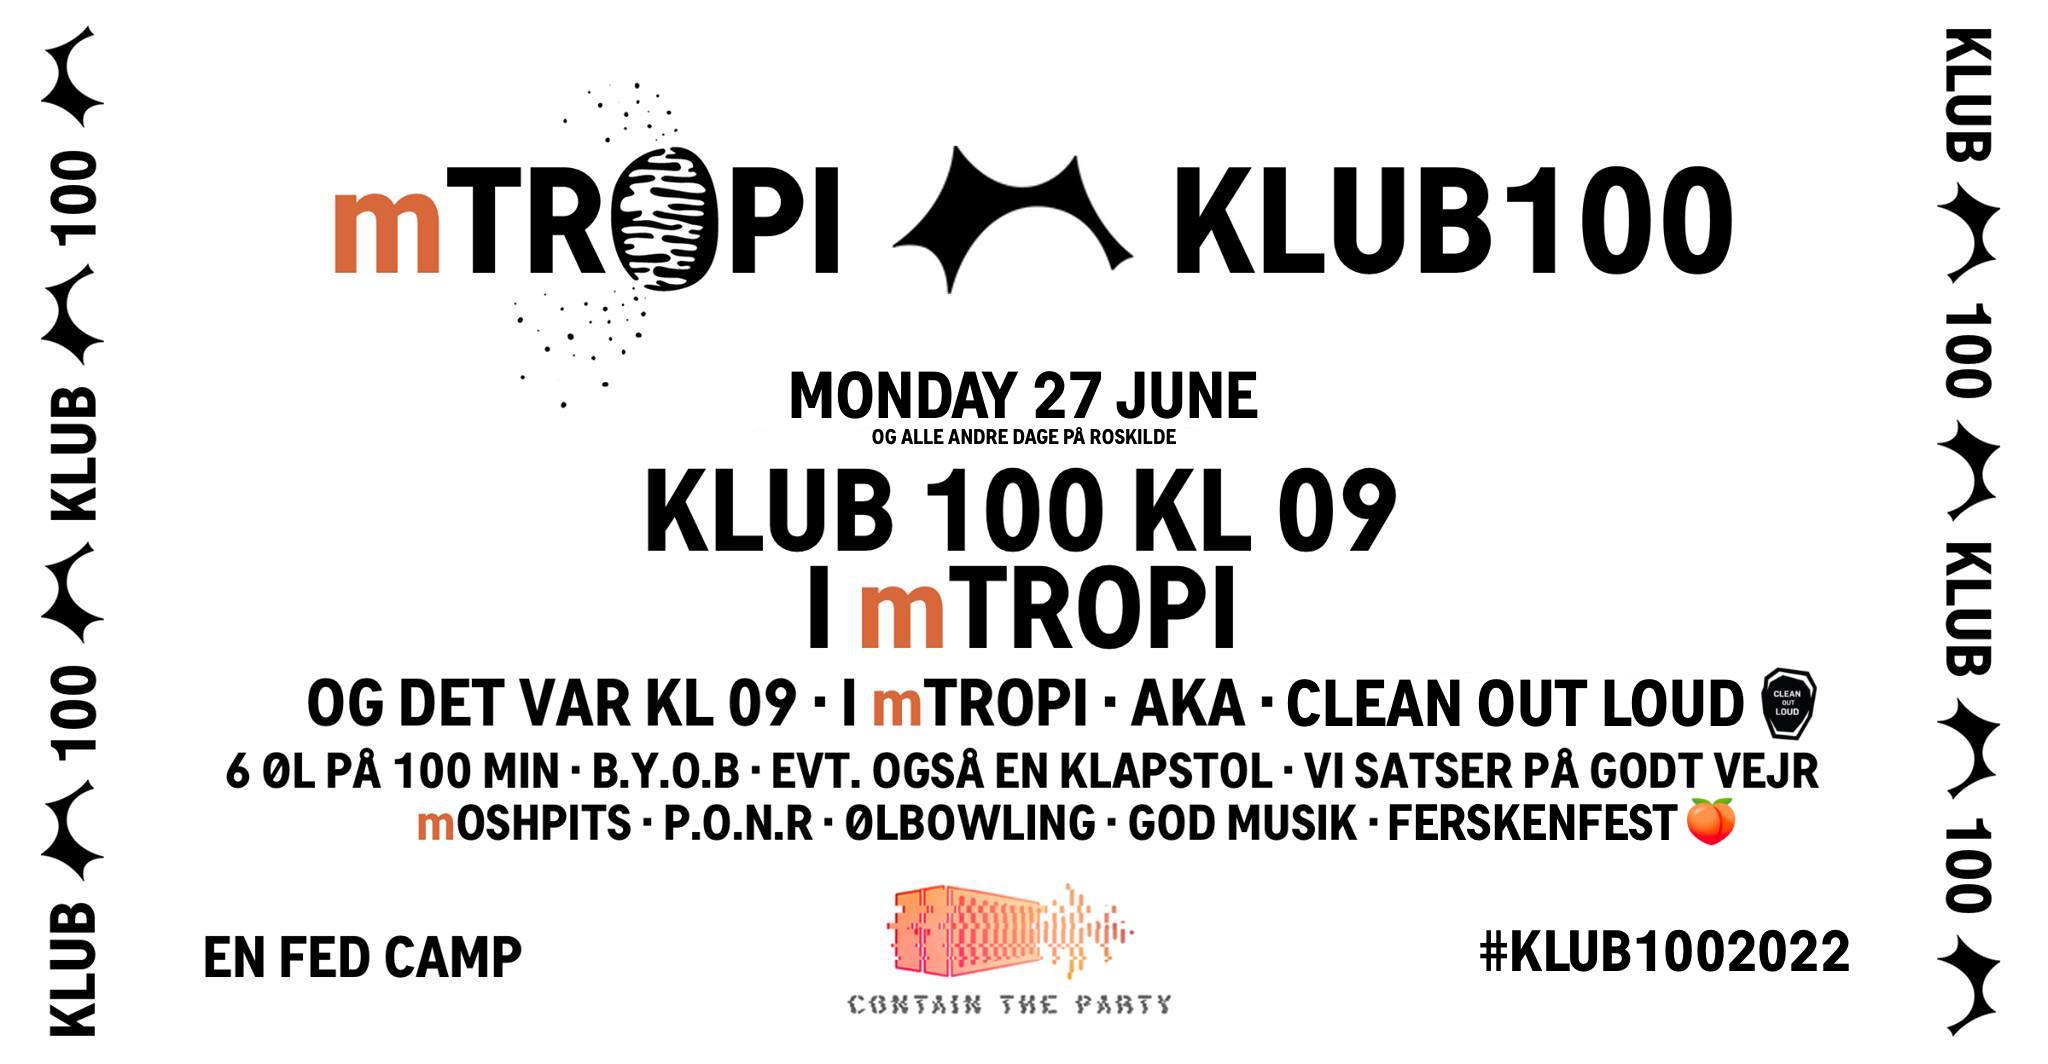 mTROPI KLUB100
MONDAY 27 JUNE
OG ALLE ANDRE DAGE PÅ ROSKILDE
KLUB 100 KL 09
I mTROPI
OG DET VAR KL 09 · I mTROPI · AKA · CLEAN OUT LOUD
CLEAN
OUT
LOUD
6 ØL PÅ 100 MIN · B.Y.O.B · EVT. OGSÅ EN KLAPSTOL · VI SATSER PÅ GODT VEJR
mOSHPITS · P.O.N.R · ØLBOWLING · GOD MUSIK · FERSKENFEST 🍑
EN FED CAMP
CONTAIN THE PARTY
#KLUB1002022
KLUB 100 KLUB 100
KLUB 100 KLUB 100